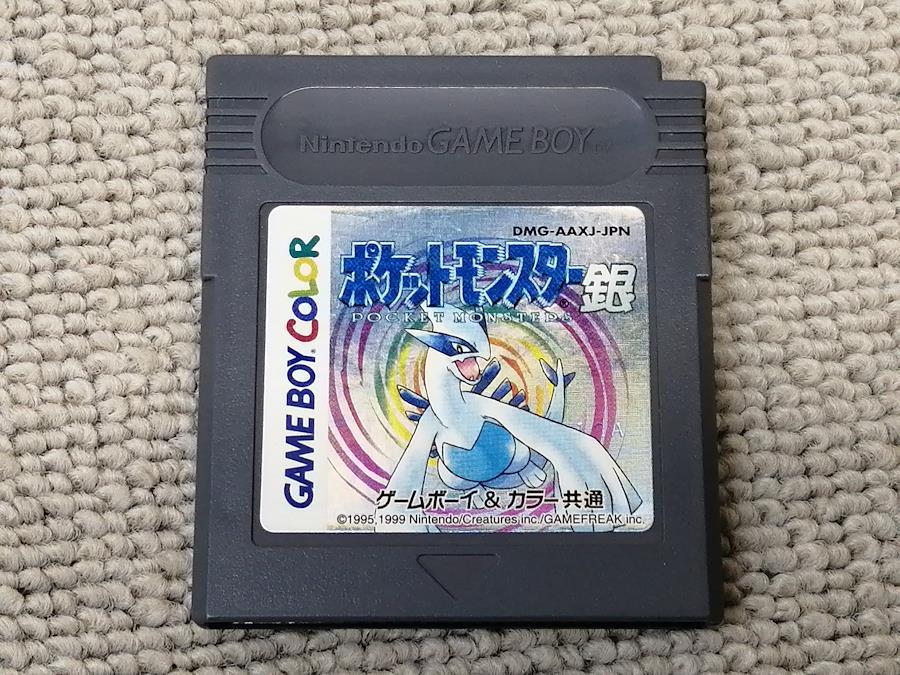 Nintendo GAME BOY
GAME BOY COLOR
DMG-AAXJ-JPN
ポケットモンスター銀
POCKET MONSTERS
ゲームボーイ & カラー共通
©1995,1999 Nintendo/Creatures inc./GAMEFREAK inc.